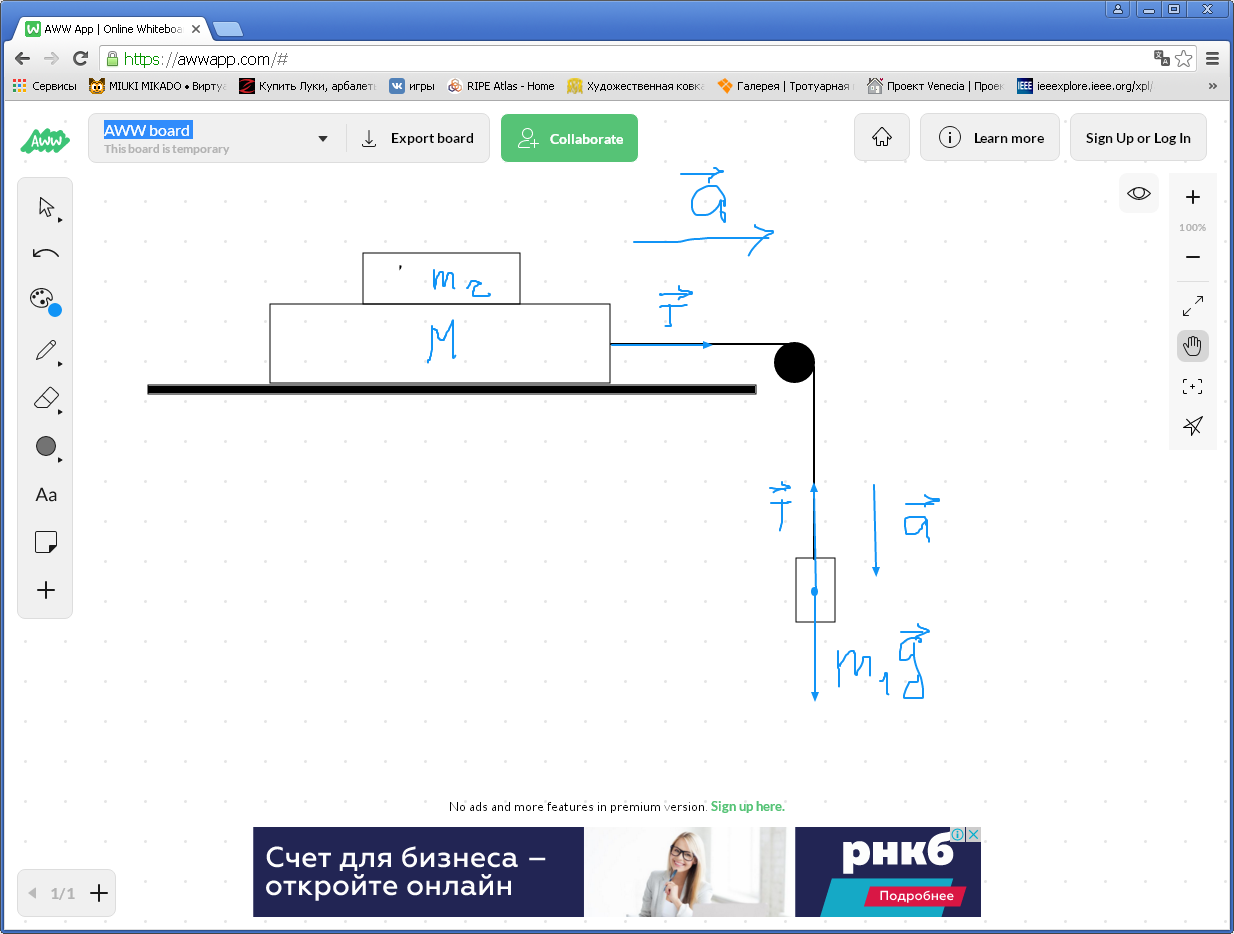 AWW App | Online Whiteboa
https://awwapp.com/#
Сервисы
MIUKI MIKADO • Вирту
Купить Луки, арбалеты
игры
RIPE Atlas - Home
Художественная ковка
Галерея | Тротуарная
Проект Venecia | Проек
ieeexplore.ieee.org/xpl/
»
AWW
AWW board
This board is temporary
Export board
Collaborate
Learn more
Sign Up or Log In
100%
a
m2
T
M
T
a
m1g
Aa
No ads and more features in premium version. Sign up here.
Счет для бизнеса –
откройте онлайн
рнкб
Подробнее
1/1